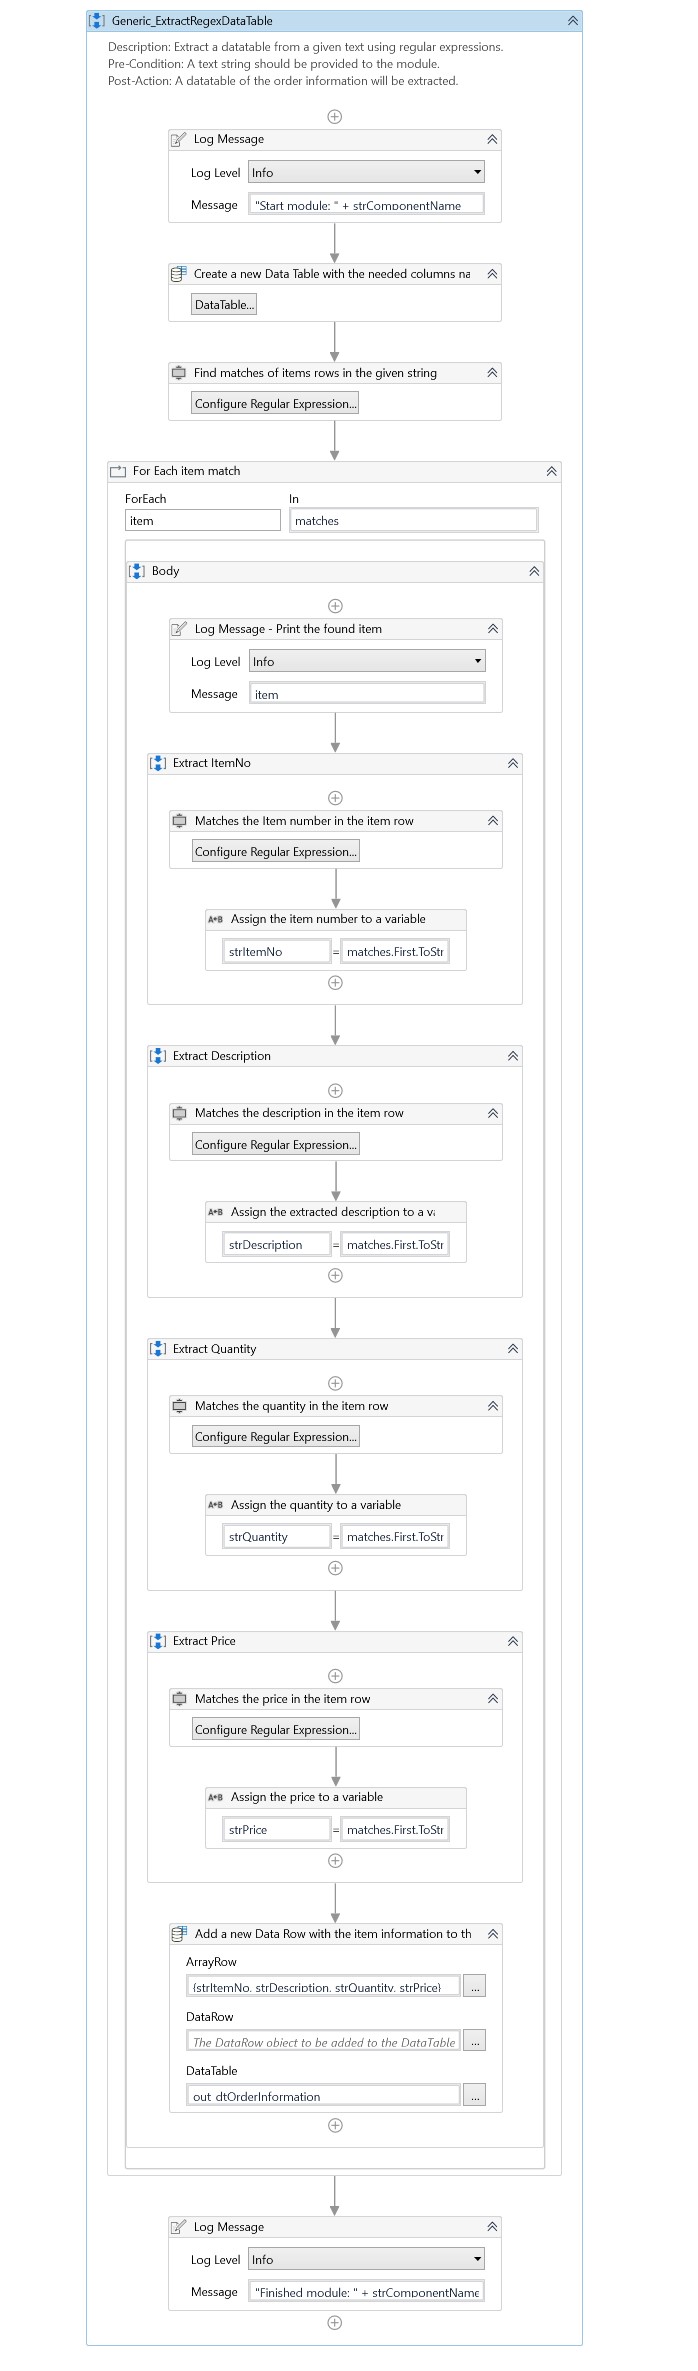 Generic_ExtractRegexDataTable
Description: Extract a datatable from a given text using regular expressions.
Pre-Condition: A text string should be provided to the module.
Post-Action: A datatable of the order information will be extracted.
Log Message
Log Level Info
Message "Start module: " + strComponentName
Create a new Data Table with the needed columns na
DataTable...
Find matches of items rows in the given string
Configure Regular Expression...
For Each item match
ForEach In
item matches
Body
Log Message - Print the found item
Log Level Info
Message item
Extract ItemNo
Matches the Item number in the item row
Configure Regular Expression...
A+B Assign the item number to a variable
strItemNo = matches.First.ToStr
Extract Description
Matches the description in the item row
Configure Regular Expression...
A+B Assign the extracted description to a va
strDescription = matches.First.ToStr
Extract Quantity
Matches the quantity in the item row
Configure Regular Expression...
A+B Assign the quantity to a variable
strQuantity = matches.First.ToStr
Extract Price
Matches the price in the item row
Configure Regular Expression...
A+B Assign the price to a variable
strPrice = matches.First.ToStr
Add a new Data Row with the item information to th
ArrayRow
{strItemNo, strDescription, strQuantity, strPrice} ...
DataRow
The DataRow object to be added to the DataTable ...
DataTable
out_dtOrderInformation ...
Log Message
Log Level Info
Message "Finished module: " + strComponentName